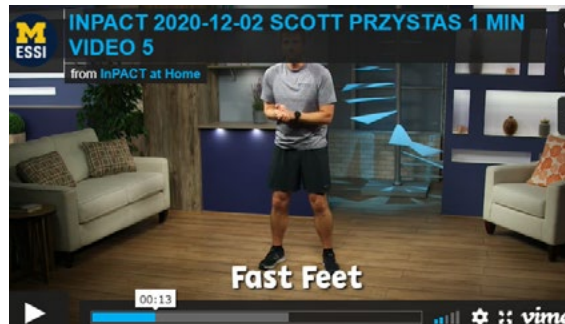 M
ESSI
INPACT 2020-12-02 SCOTT PRZYSTAS 1 MIN
VIDEO 5
from InPACT at Home
Fast Feet
00:13
vime